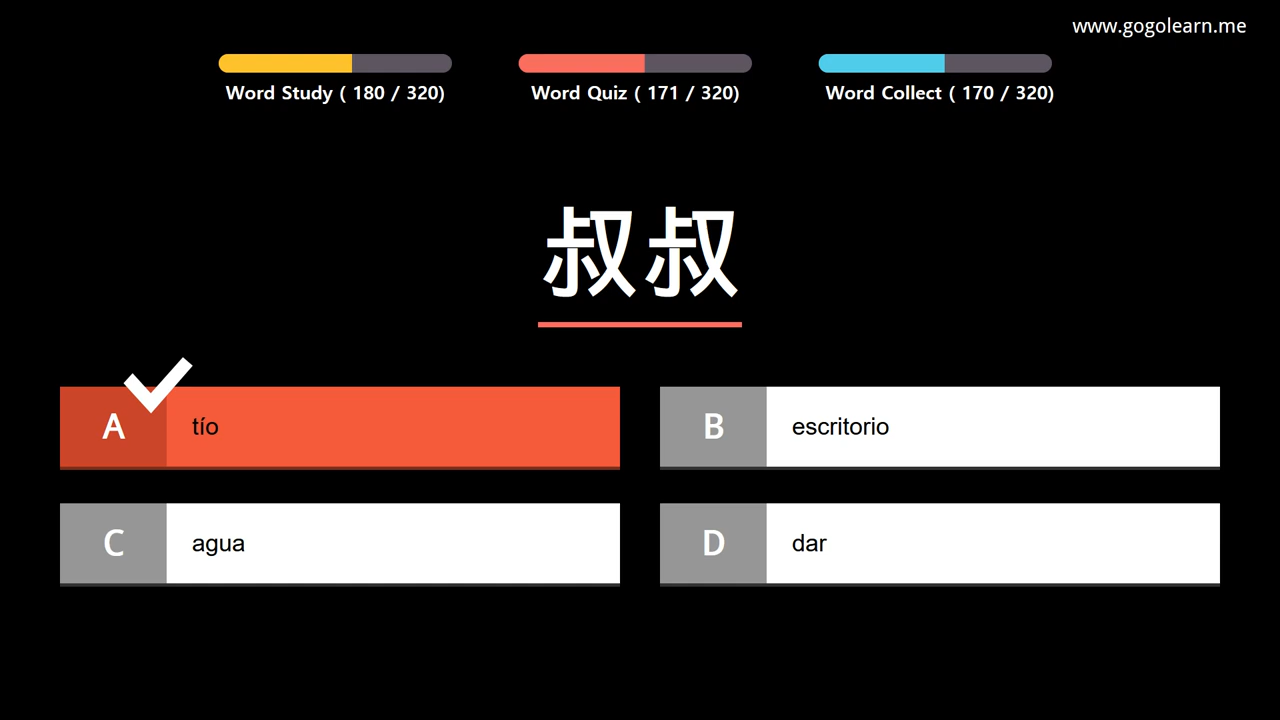 www.gogolearn.me
Word Study ( 180 / 320)
Word Quiz ( 171 / 320)
Word Collect ( 170 / 320)
叔叔
A tío
B escritorio
C agua
D dar